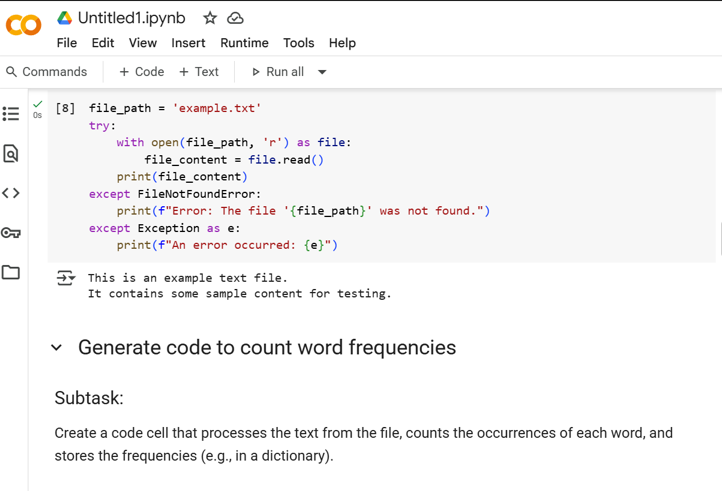 Untitled1.ipynb
File Edit View Insert Runtime Tools Help
Commands + Code + Text Run all
[8] file_path = 'example.txt'
0s try:
with open(file_path, 'r') as file:
file_content = file.read()
print(file_content)
except FileNotFoundError:
print(f"Error: The file '{file_path}' was not found.")
except Exception as e:
print(f"An error occurred: {e}")
This is an example text file.
It contains some sample content for testing.
Generate code to count word frequencies
Subtask:
Create a code cell that processes the text from the file, counts the occurrences of each word, and
stores the frequencies (e.g., in a dictionary).